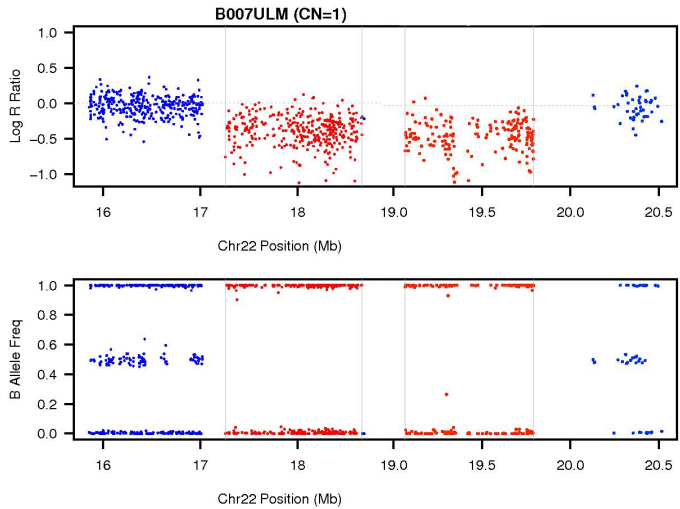 B007ULM (CN=1)
1.0
0.5
0.0
−0.5
−1.0
Log R Ratio
16 17 18 19.0 19.5 20.0 20.5
Chr22 Position (Mb)
1.0
0.8
0.6
0.4
0.2
0.0
B Allele Freq
16 17 18 19.0 19.5 20.0 20.5
Chr22 Position (Mb)